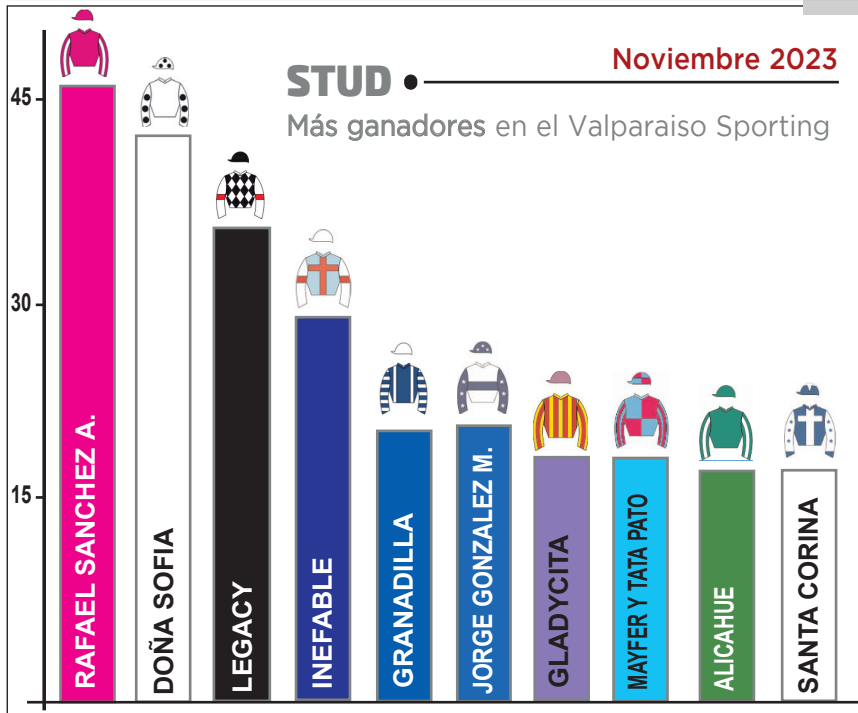 Noviembre 2023
STUD
Más ganadores en el Valparaiso Sporting
45
30
15
RAFAEL SANCHEZ A.
DOÑA SOFIA
LEGACY
INEFABLE
GRANADILLA
JORGE GONZALEZ M.
GLADYCITA
MAYFER Y TATA PATO
ALICAHUE
SANTA CORINA